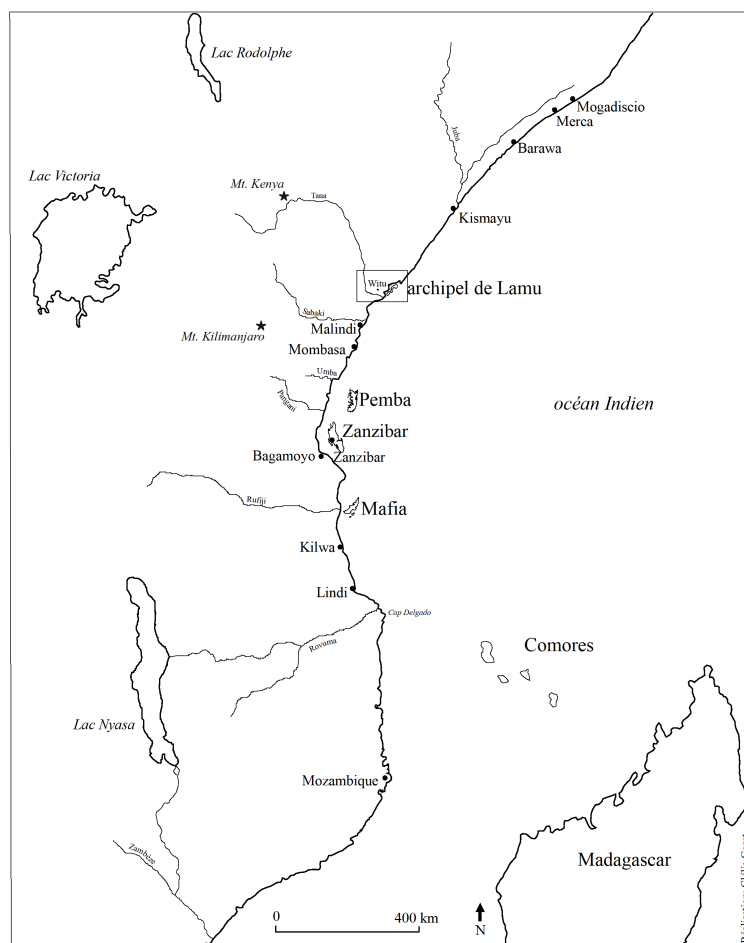 Lac Rodolphe
Mogadiscio
Merca
Juba
Barawa
Lac Victoria
Mt. Kenya
Tana
Kismayu
Witu
archipel de Lamu
Sabaki
Malindi
Mt. Kilimanjaro
Mombasa
Umba
Pangani
Pemba
océan Indien
Zanzibar
Bagamoyo
Zanzibar
Rufiji
Mafia
Kilwa
Lindi
Cap Delgado
Rovuma
Comores
Lac Nyasa
Mozambique
Zambèze
Madagascar
0
400 km
N